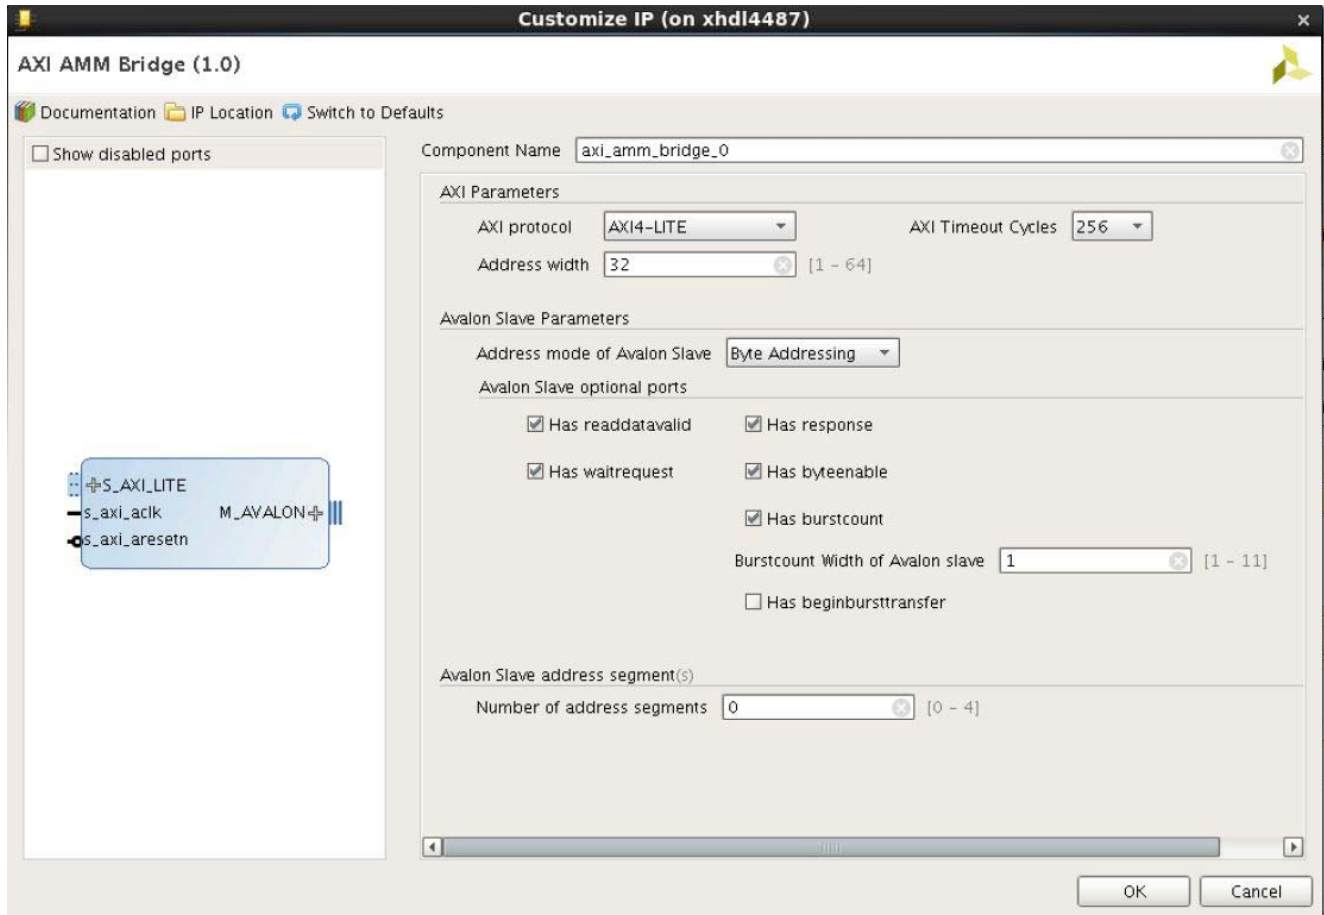 Customize IP (on xhdl4487)
AXI AMM Bridge (1.0)
Documentation IP Location Switch to Defaults
Show disabled ports
S_AXI_LITE
s_axi_aclk M_AVALON
s_axi_aresetn
Component Name axi_amm_bridge_0
AXI Parameters
AXI protocol AXI4-LITE AXI Timeout Cycles 256
Address width 32 [1 - 64]
Avalon Slave Parameters
Address mode of Avalon Slave Byte Addressing
Avalon Slave optional ports
Has readdatavalid Has response
Has waitrequest Has byteenable
Has burstcount
Burstcount Width of Avalon slave 1 [1 - 11]
Has beginbursttransfer
Avalon Slave address segment(s)
Number of address segments 0 [0 - 4]
OK Cancel